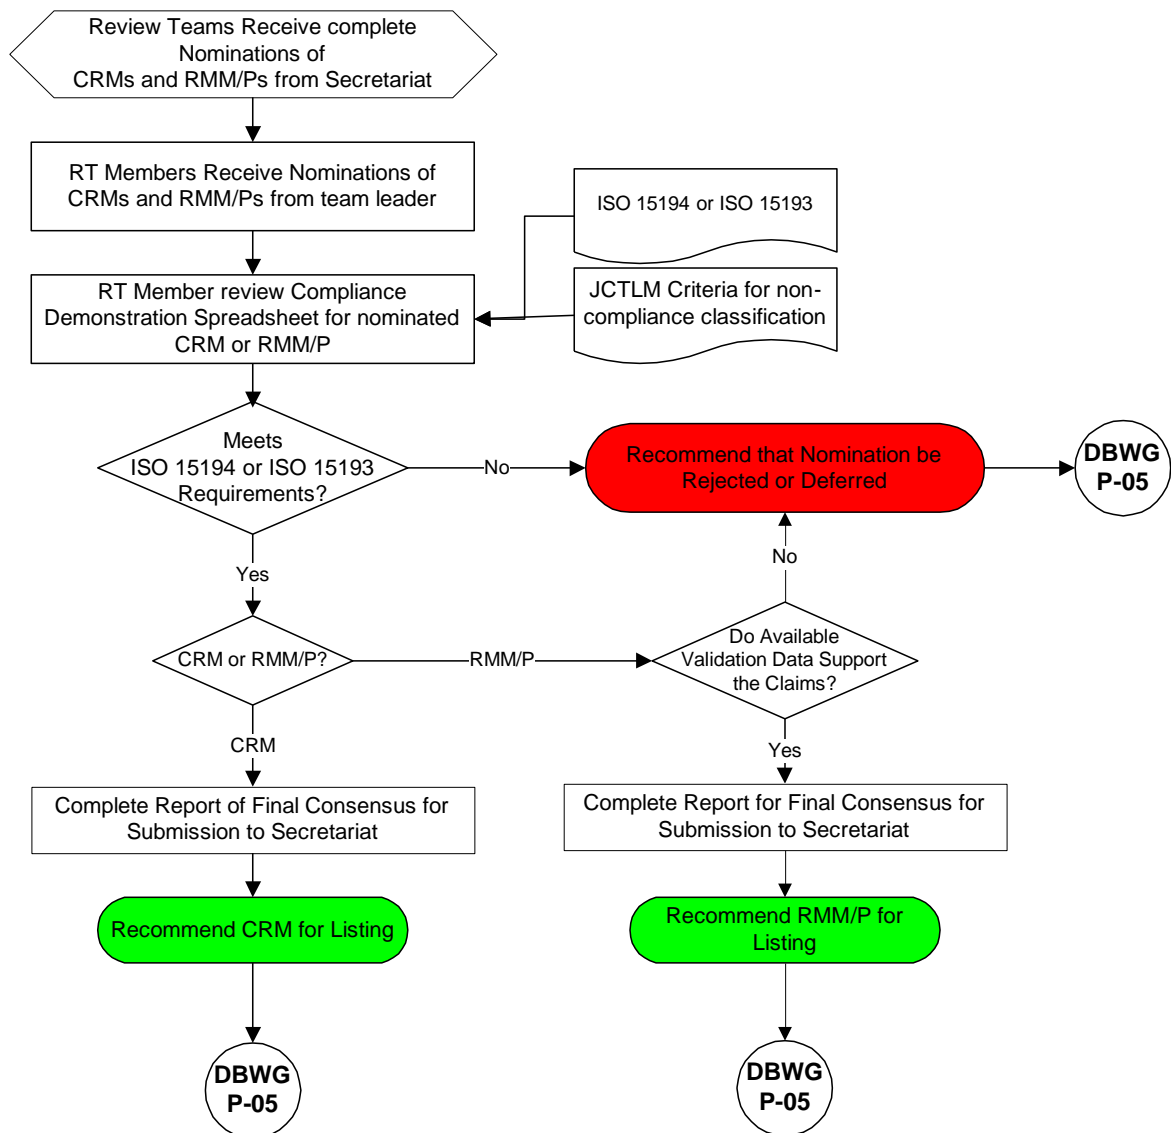 Review Teams Receive complete
Nominations of
CRMs and RMM/Ps from Secretariat
RT Members Receive Nominations of
CRMs and RMM/Ps from team leader
ISO 15194 or ISO 15193
RT Member review Compliance
Demonstration Spreadsheet for nominated
CRM or RMM/P
JCTLM Criteria for non-
compliance classification
Meets
ISO 15194 or ISO 15193
Requirements?
No
Recommend that Nomination be
Rejected or Deferred
DBWG
P-05
Yes
No
CRM or RMM/P?
RMM/P
Do Available
Validation Data Support
the Claims?
CRM
Yes
Complete Report of Final Consensus for
Submission to Secretariat
Complete Report for Final Consensus for
Submission to Secretariat
Recommend CRM for Listing
Recommend RMM/P for
Listing
DBWG
P-05
DBWG
P-05